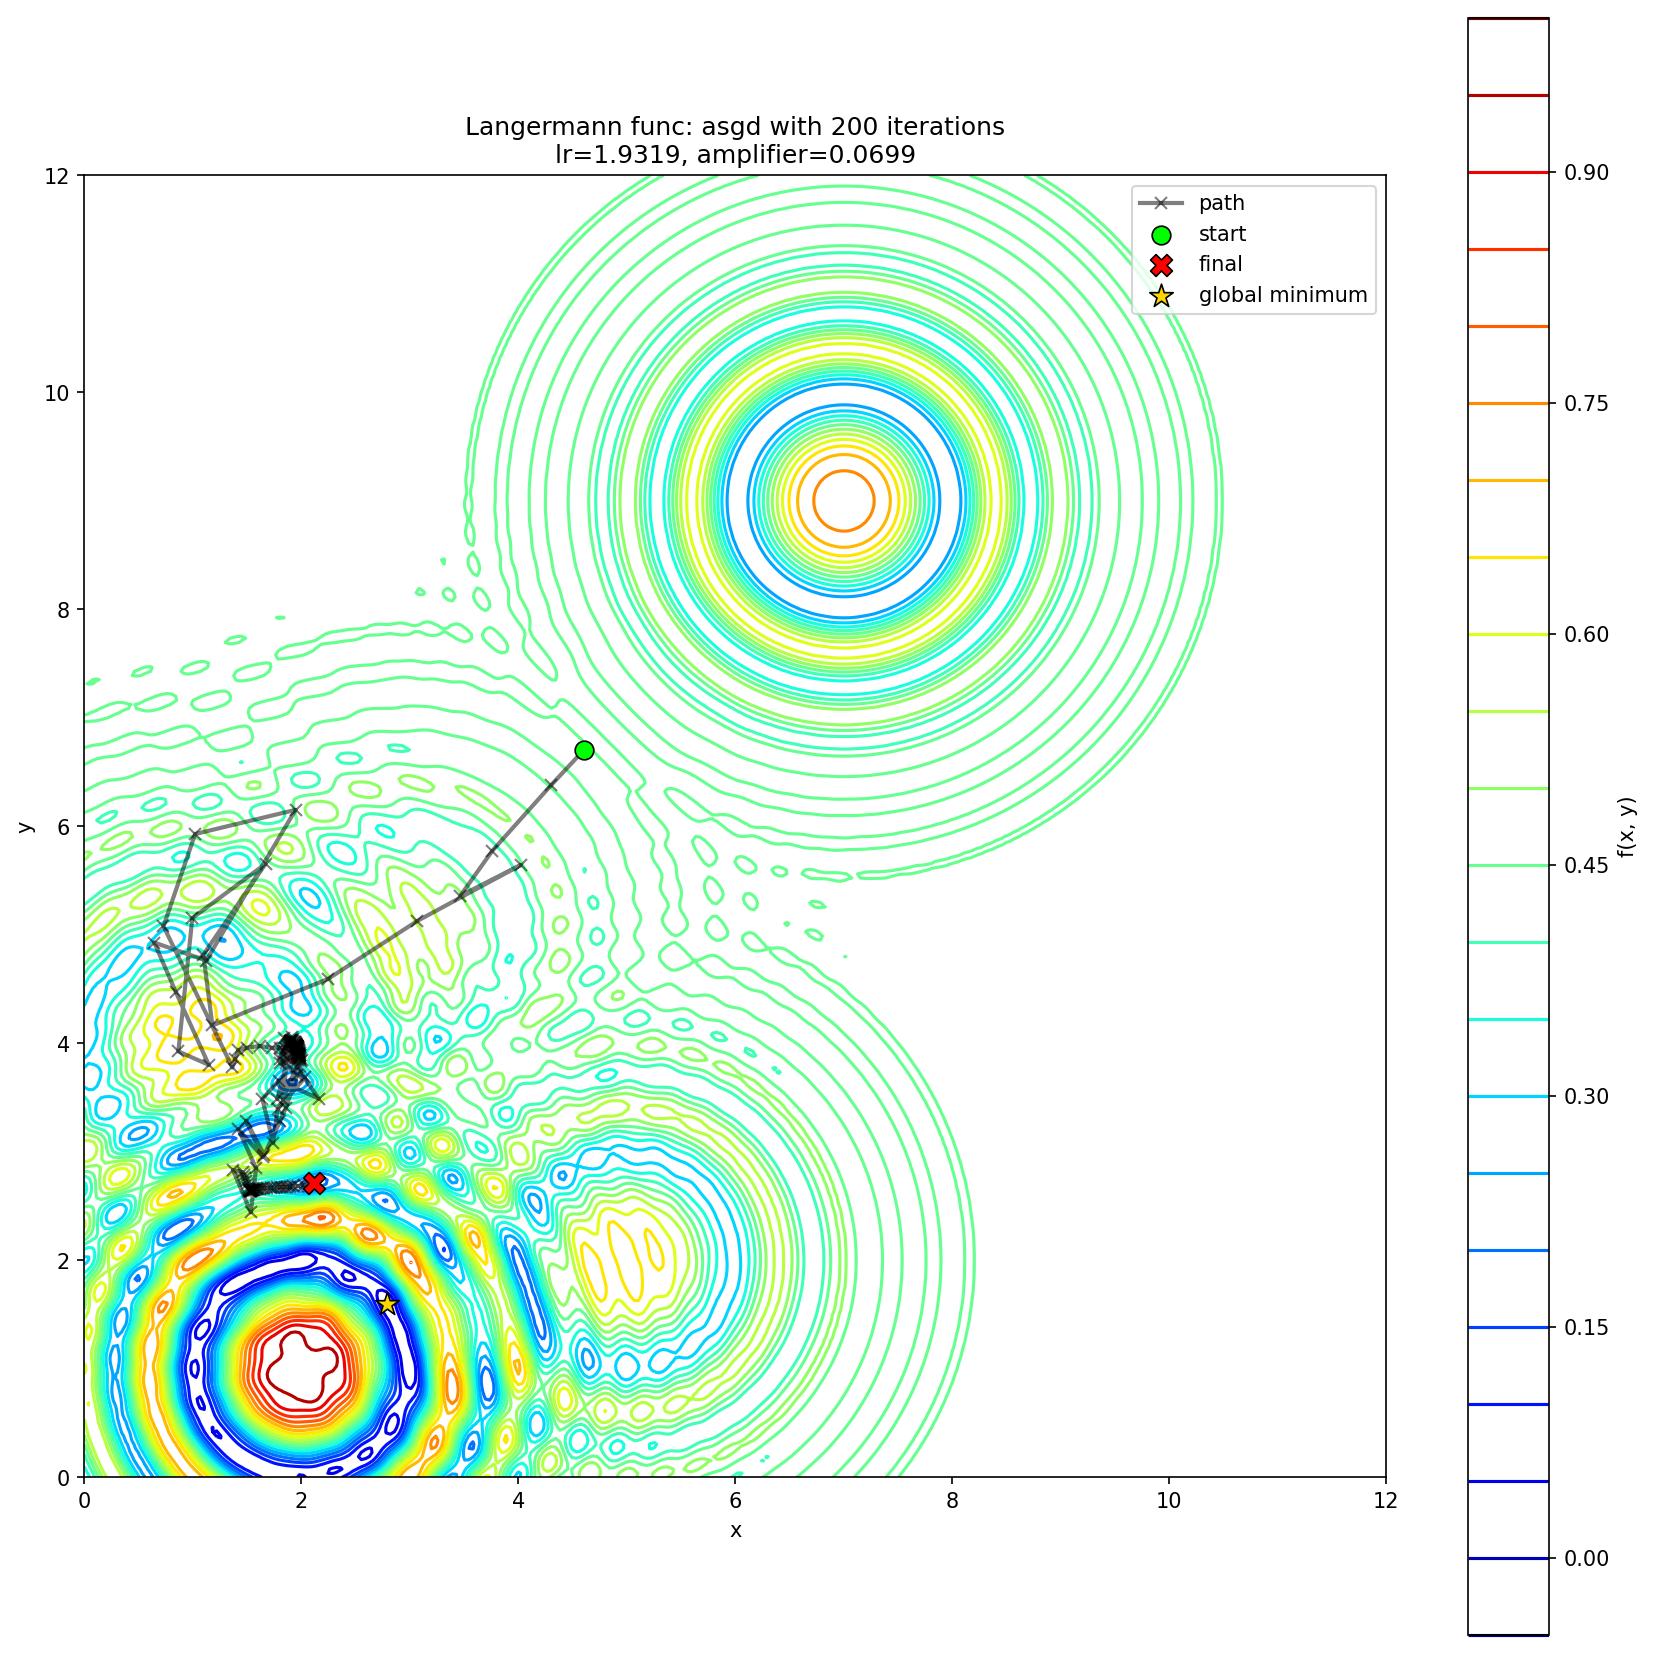 Langermann func: asgd with 200 iterations
lr=1.9319, amplifier=0.0699
path
start
final
global minimum
12
10
8
6
4
2
0
y
0
2
4
6
8
10
12
x
0.90
0.75
0.60
0.45
0.30
0.15
0.00
f(x, y)